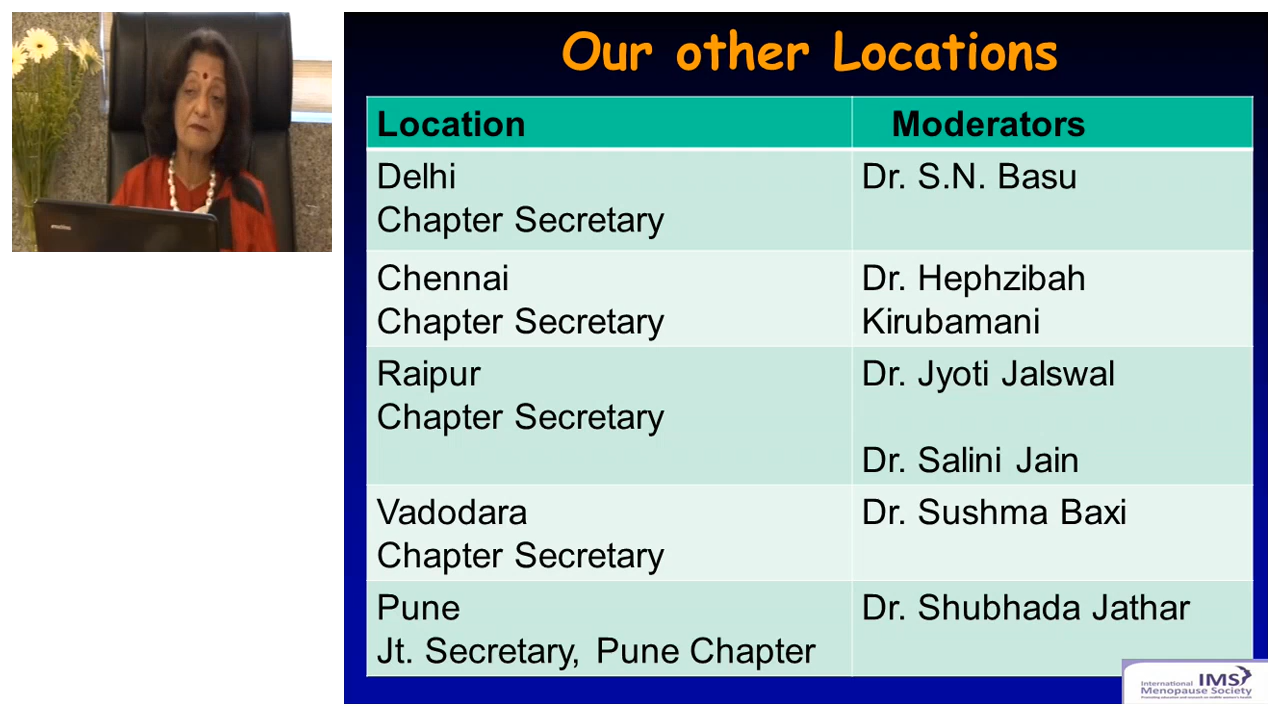 Our other Locations
Location
Moderators
Delhi
Chapter Secretary
Dr. S.N. Basu
Chennai
Chapter Secretary
Dr. Hephzibah
Kirubamani
Raipur
Chapter Secretary
Dr. Jyoti Jalswal
Dr. Salini Jain
Vadodara
Chapter Secretary
Dr. Sushma Baxi
Pune
Jt. Secretary, Pune Chapter
Dr. Shubhada Jathar
International IMS
Menopause Society